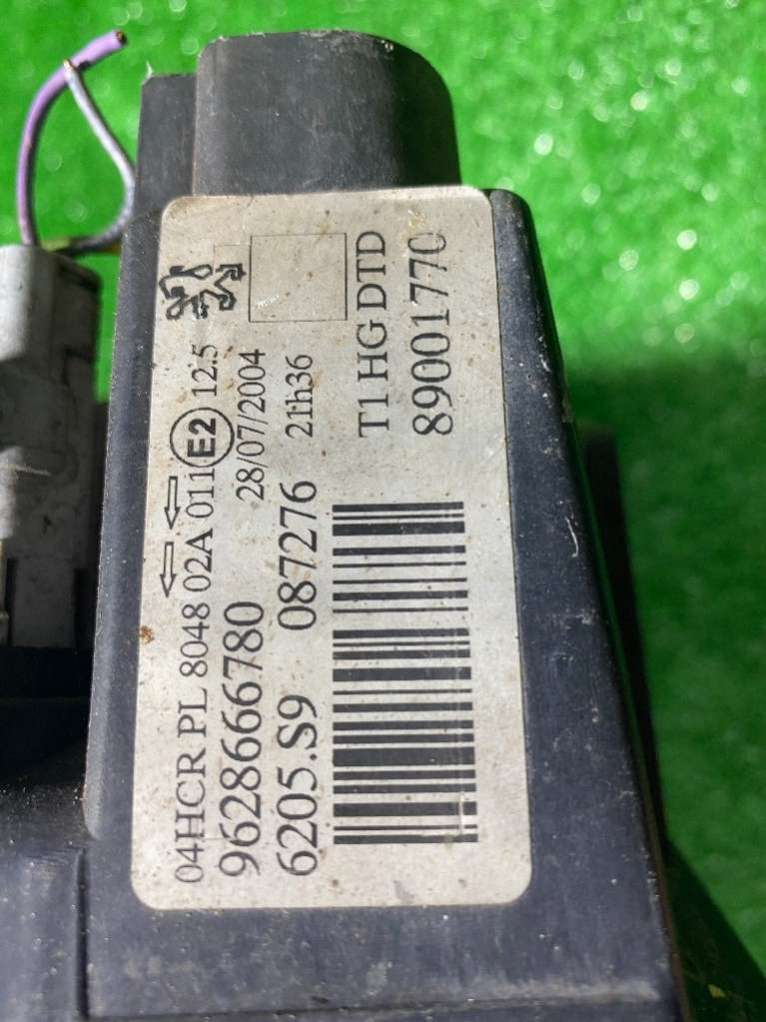 04HCR PL 8048 02A 011 E2 12.5
9628666780 28/07/2004
6205.S9 087276 21h36
T1 HG DTD
89001770